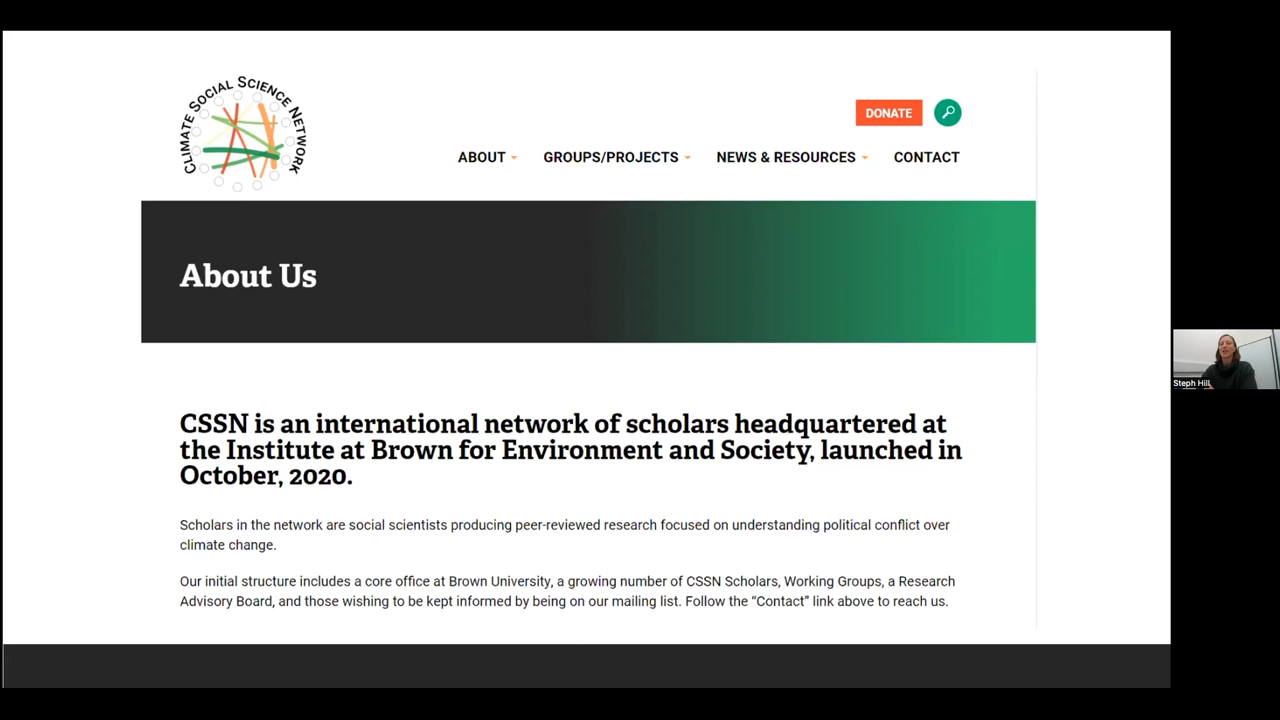 CLIMATE SOCIAL SCIENCE NETWORK
DONATE
ABOUT
GROUPS/PROJECTS
NEWS & RESOURCES
CONTACT
About Us
CSSN is an international network of scholars headquartered at
the Institute at Brown for Environment and Society, launched in
October, 2020.
Scholars in the network are social scientists producing peer-reviewed research focused on understanding political conflict over
climate change.
Our initial structure includes a core office at Brown University, a growing number of CSSN Scholars, Working Groups, a Research
Advisory Board, and those wishing to be kept informed by being on our mailing list. Follow the “Contact” link above to reach us.
Steph Hill